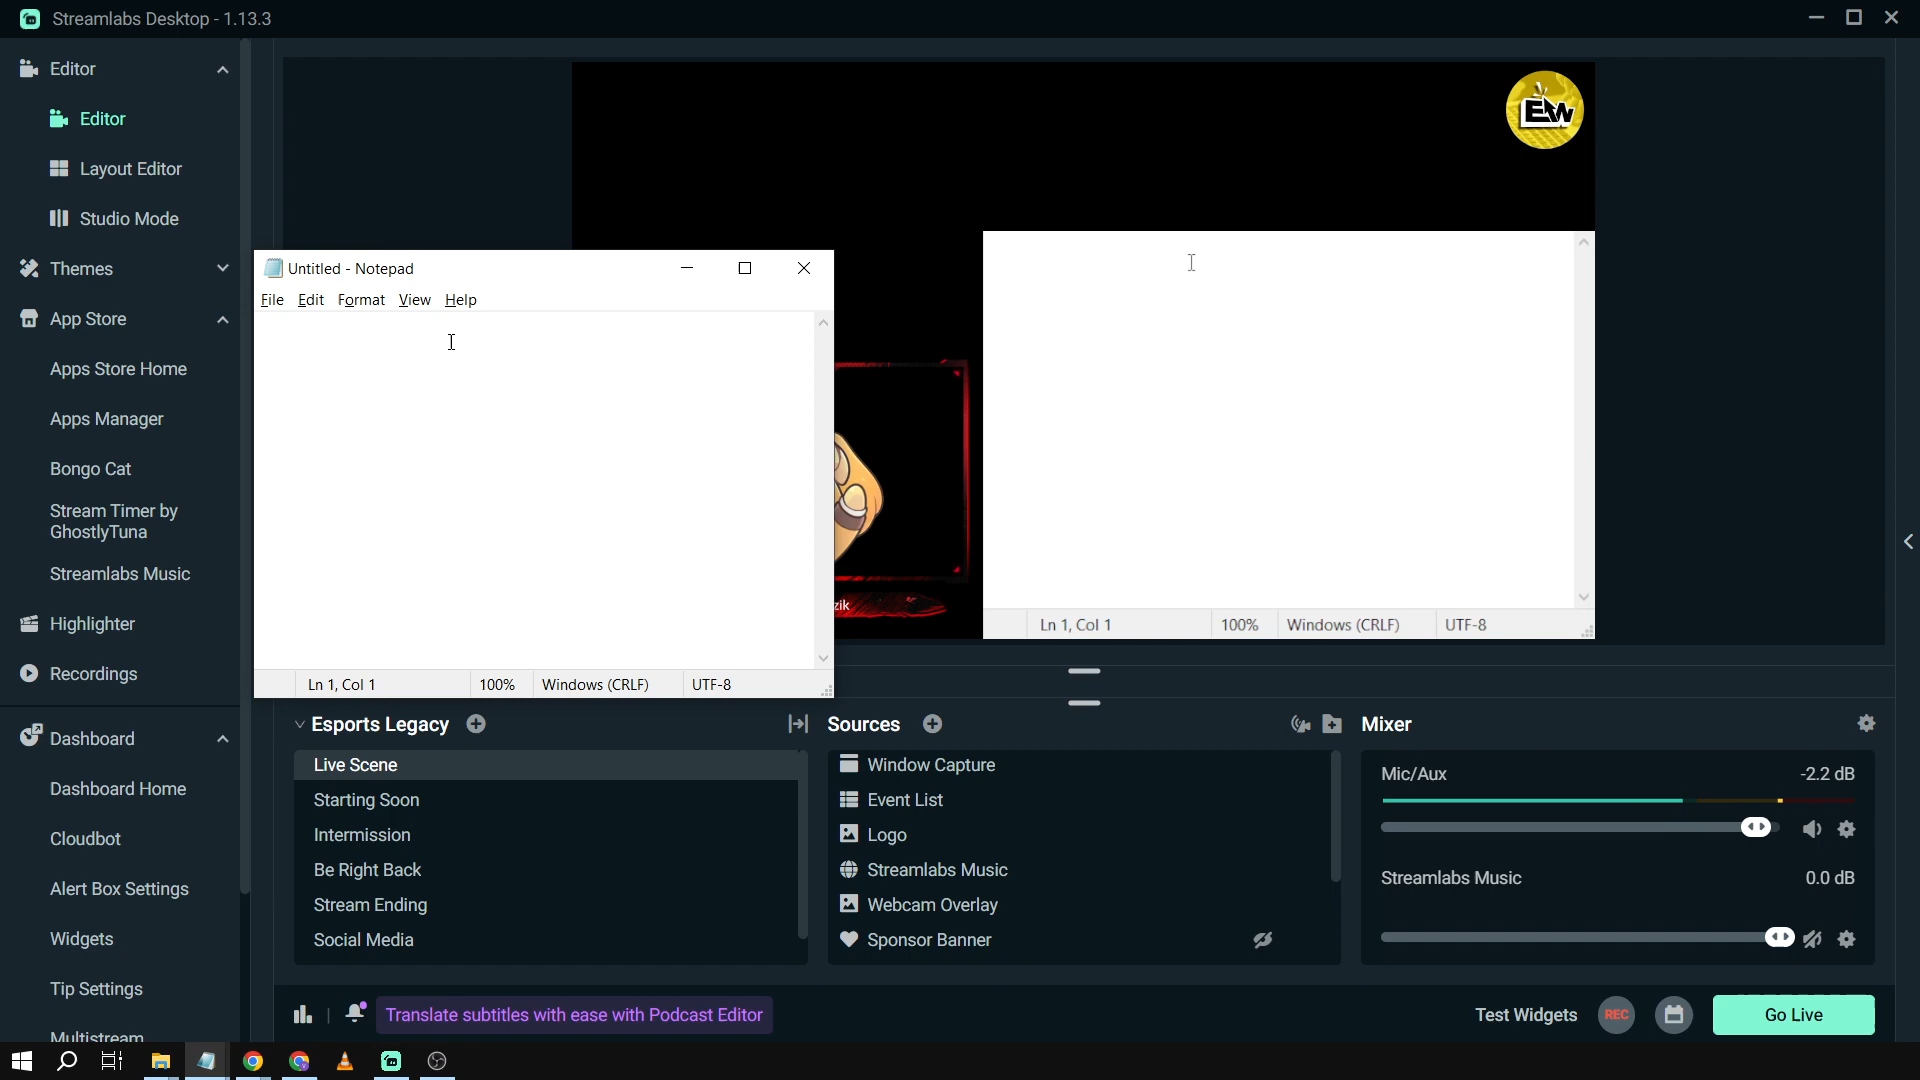 Streamlabs Desktop - 1.13.3
Editor
Editor
Layout Editor
Studio Mode
Themes
App Store
Apps Store Home
Apps Manager
Bongo Cat
Stream Timer by
GhostlyTuna
Streamlabs Music
Highlighter
Recordings
Dashboard
Dashboard Home
Cloudbot
Alert Box Settings
Widgets
Tip Settings
Multistream
EW
Untitled - Notepad
File Edit Format View Help
Ln 1, Col 1 100% Windows (CRLF) UTF-8
zik
Ln 1, Col 1 100% Windows (CRLF) UTF-8
Esports Legacy
Live Scene
Starting Soon
Intermission
Be Right Back
Stream Ending
Social Media
Sources
Window Capture
Event List
Logo
Streamlabs Music
Webcam Overlay
Sponsor Banner
Mixer
Mic/Aux -2.2 dB
Streamlabs Music 0.0 dB
Translate subtitles with ease with Podcast Editor
Test Widgets
REC
Go Live